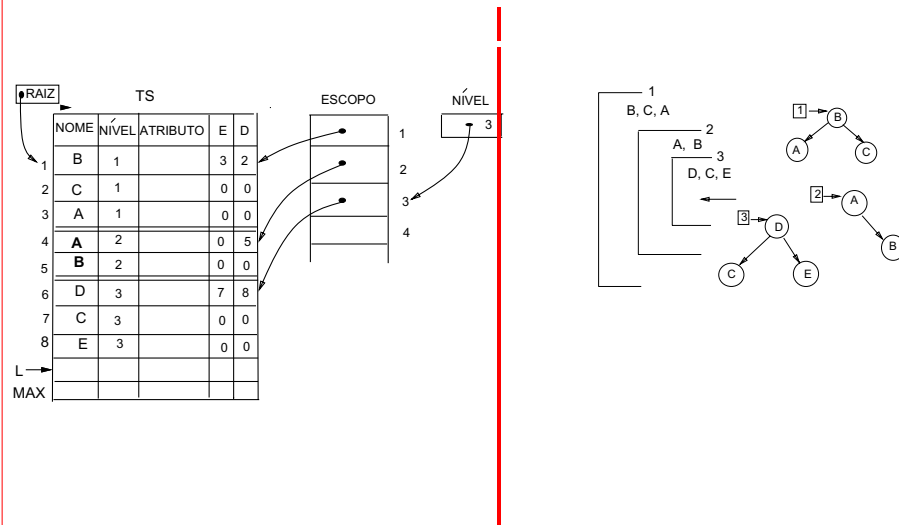 RAIZ
TS
ESCOPO
NÍVEL
NOME NÍVEL ATRIBUTO E D
1 B 1 3 2
2 C 1 0 0
3 A 1 0 0
4 A 2 0 5
5 B 2 0 0
6 D 3 7 8
7 C 3 0 0
8 E 3 0 0
L
MAX
1
2
3
4
3
1
B, C, A
2
A, B
3
D, C, E
1 B
A C
2 A
B
3 D
C E